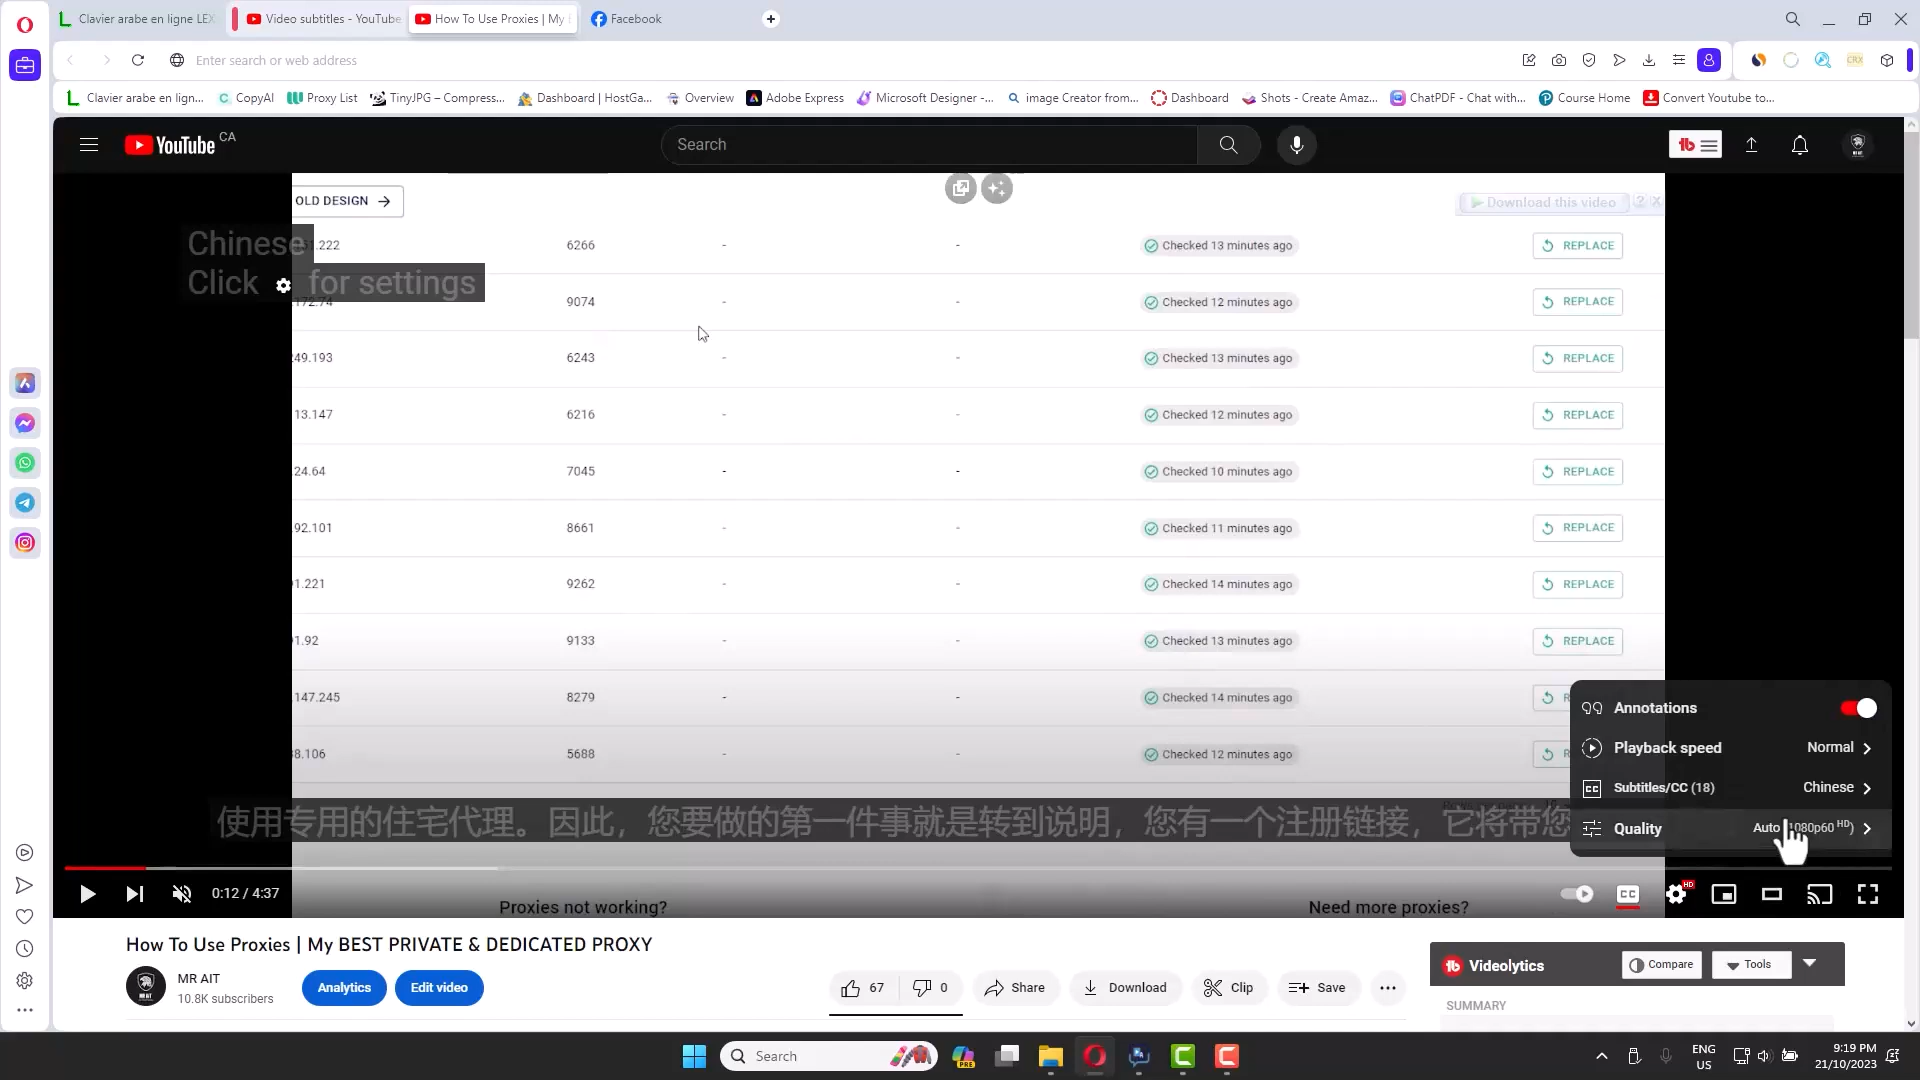 Clavier arabe en ligne LEX
Video subtitles - YouTube
How To Use Proxies | My
Facebook
Enter search or web address
Clavier arabe en lign...
CopyAI
Proxy List
TinyJPG – Compress...
Dashboard | HostGa...
Overview
Adobe Express
Microsoft Designer -...
image Creator from...
Dashboard
Shots - Create Amaz...
ChatPDF - Chat with...
Course Home
Convert Youtube to...
CRX
YouTube CA
Search
OLD DESIGN
Download this video
Chinese
Click for settings
.222 6266 - - Checked 13 minutes ago REPLACE
172.74 9074 - - Checked 12 minutes ago REPLACE
49.193 6243 - - Checked 13 minutes ago REPLACE
13.147 6216 - - Checked 12 minutes ago REPLACE
24.64 7045 - - Checked 10 minutes ago REPLACE
92.101 8661 - - Checked 11 minutes ago REPLACE
1.221 9262 - - Checked 14 minutes ago REPLACE
1.92 9133 - - Checked 13 minutes ago REPLACE
147.245 8279 - - Checked 14 minutes ago
8.106 5688 - - Checked 12 minutes ago
Annotations
Playback speed Normal
Subtitles/CC (18) Chinese
Quality Auto 1080p60 HD)
使用专用的住宅代理。因此，您要做的第一件事就是转到说明，您有一个注册链接，它将带您
0:12 / 4:37
HD
Proxies not working?
Need more proxies?
How To Use Proxies | My BEST PRIVATE & DEDICATED PROXY
MR AIT
10.8K subscribers
Analytics
Edit video
67
0
Share
Download
Clip
Save
Videolytics
Compare
Tools
SUMMARY
Search
PRE
ENG
US
9:19 PM
21/10/2023